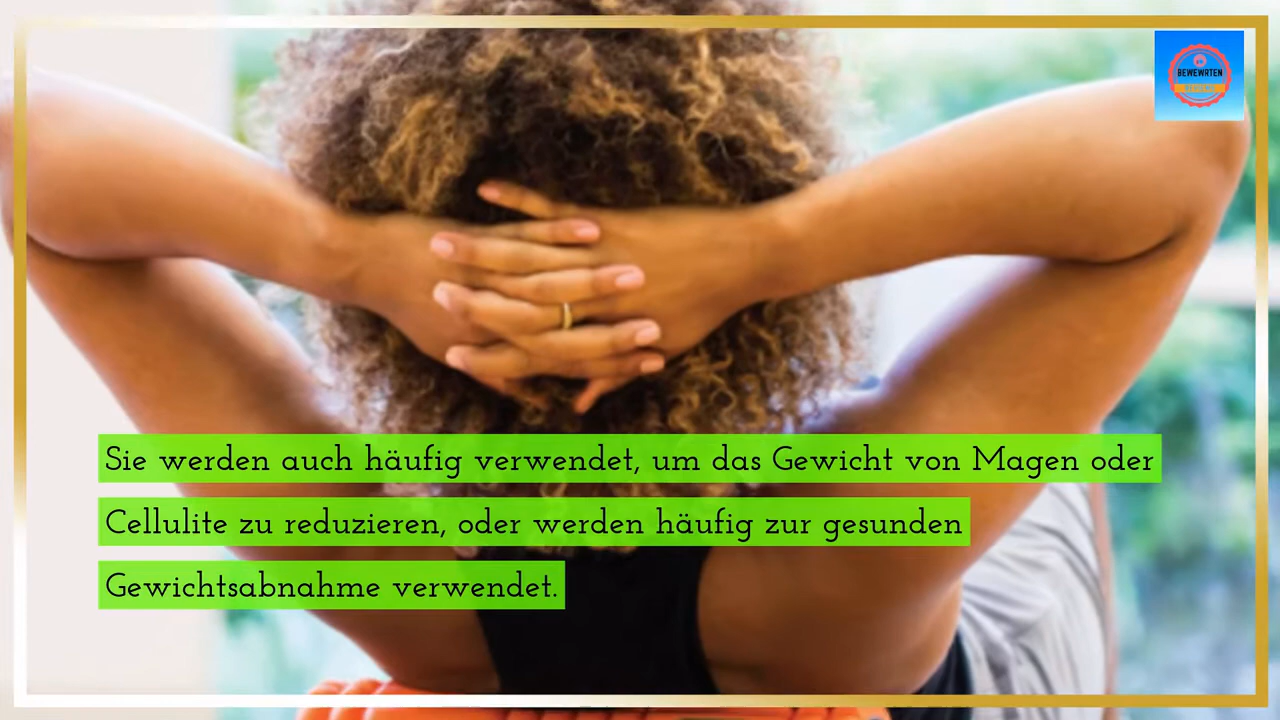 BEWEWRTEN
Sie werden auch häufig verwendet, um das Gewicht von Magen oder
Cellulite zu reduzieren, oder werden häufig zur gesunden
Gewichtsabnahme verwendet.